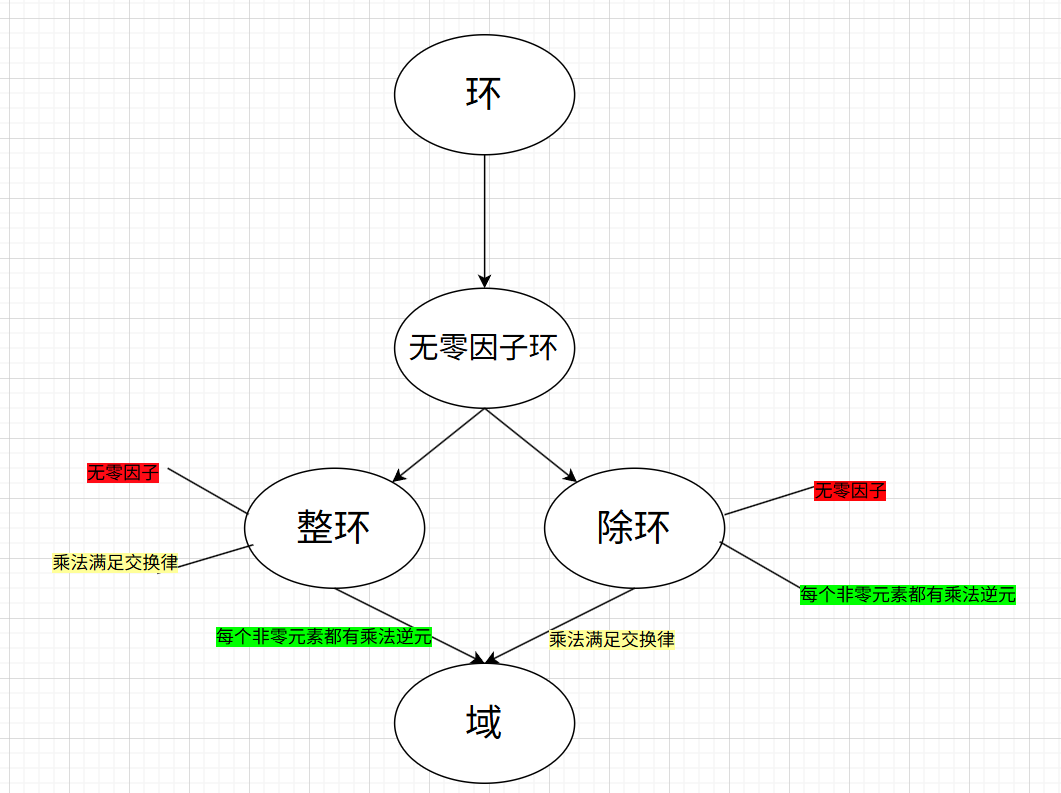 环
无零因子环
无零因子
无零因子
整环
除环
乘法满足交换律
每个非零元素都有乘法逆元
每个非零元素都有乘法逆元
乘法满足交换律
域